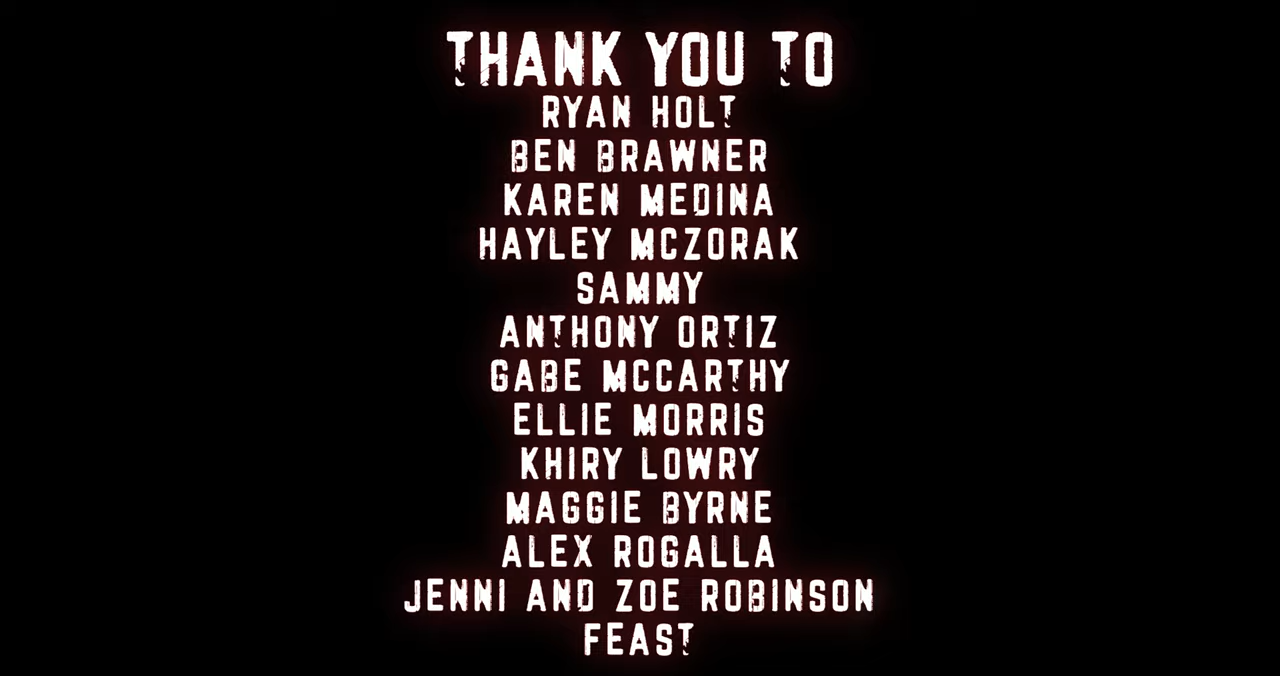 THANK YOU TO
RYAN HOLT
BEN BRAWNER
KAREN MEDINA
HAYLEY MCZORAK
SAMMY
ANTHONY ORTIZ
GABE MCCARTHY
ELLIE MORRIS
KHIRY LOWRY
MAGGIE BYRNE
ALEX ROGALLA
JENNI AND ZOE ROBINSON
FEAST